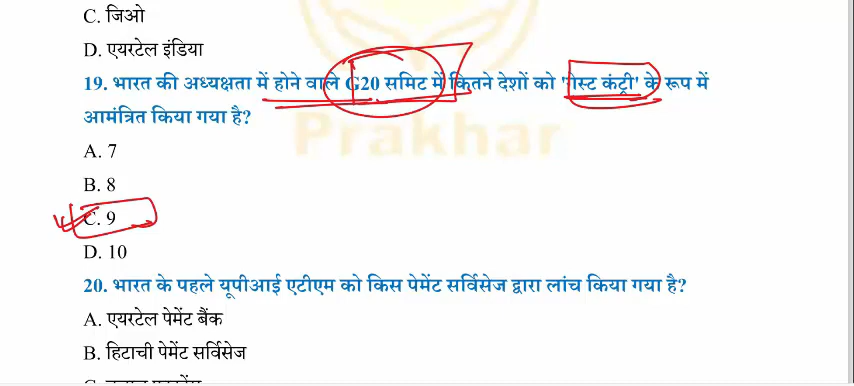 C. जिओ
D. एयरटेल इंडिया
19. भारत की अध्यक्षता में होने वाले G20 समिट में कितने देशों को 'गेस्ट कंट्री' के रूप में
आमंत्रित किया गया है?
Prakhar
A. 7
B. 8
C. 9
D. 10
20. भारत के पहले यूपीआई एटीएम को किस पेमेंट सर्विसेज द्वारा लांच किया गया है?
A. एयरटेल पेमेंट बैंक
B. हिटाची पेमेंट सर्विसेज